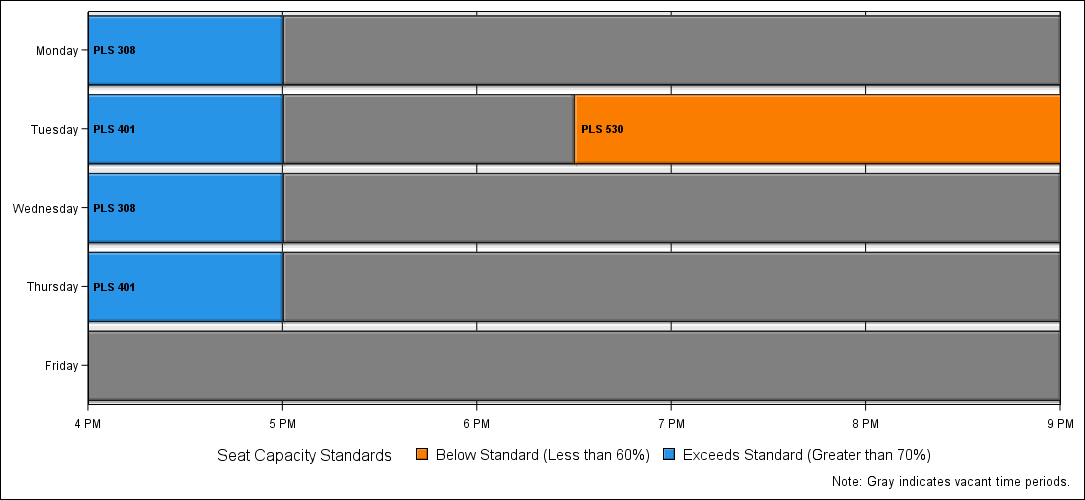 Monday PLS 308
Tuesday PLS 401 PLS 530
Wednesday PLS 308
Thursday PLS 401
Friday
4 PM 5 PM 6 PM 7 PM 8 PM 9 PM
Seat Capacity Standards Below Standard (Less than 60%) Exceeds Standard (Greater than 70%)
Note: Gray indicates vacant time periods.